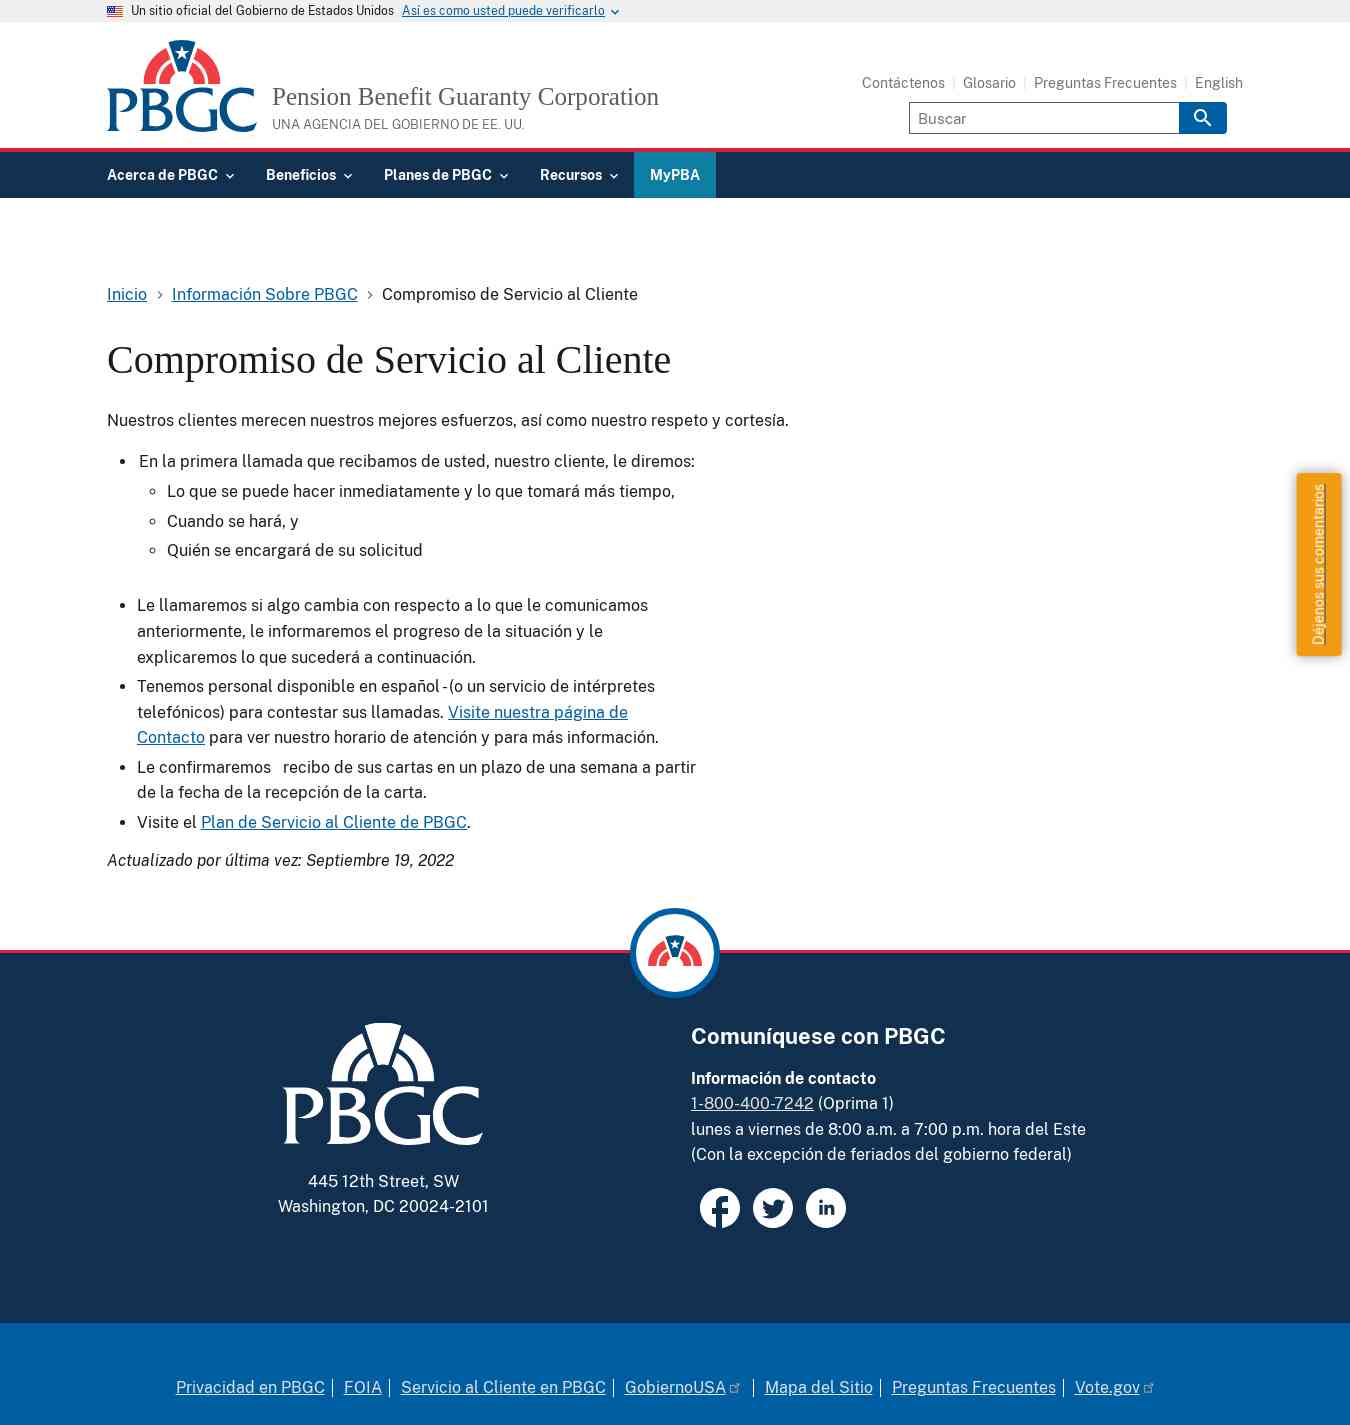 Un sitio oficial del Gobierno de Estados Unidos Así es como usted puede verificarlo
PBGC
Pension Benefit Guaranty Corporation
UNA AGENCIA DEL GOBIERNO DE EE. UU.
Contáctenos | Glosario | Preguntas Frecuentes | English
Buscar
Acerca de PBGC Beneficios Planes de PBGC Recursos MyPBA
Inicio > Información Sobre PBGC > Compromiso de Servicio al Cliente
Compromiso de Servicio al Cliente
Nuestros clientes merecen nuestros mejores esfuerzos, así como nuestro respeto y cortesía.
En la primera llamada que recibamos de usted, nuestro cliente, le diremos:
Lo que se puede hacer inmediatamente y lo que tomará más tiempo,
Cuando se hará, y
Quién se encargará de su solicitud
Le llamaremos si algo cambia con respecto a lo que le comunicamos
anteriormente, le informaremos el progreso de la situación y le
explicaremos lo que sucederá a continuación.
Tenemos personal disponible en español-(o un servicio de intérpretes
telefónicos) para contestar sus llamadas. Visite nuestra página de
Contacto para ver nuestro horario de atención y para más información.
Le confirmaremos recibo de sus cartas en un plazo de una semana a partir
de la fecha de la recepción de la carta.
Visite el Plan de Servicio al Cliente de PBGC.
Actualizado por última vez: Septiembre 19, 2022
Déjenos sus comentarios
PBGC
445 12th Street, SW
Washington, DC 20024-2101
Comuníquese con PBGC
Información de contacto
1-800-400-7242 (Oprima 1)
lunes a viernes de 8:00 a.m. a 7:00 p.m. hora del Este
(Con la excepción de feriados del gobierno federal)
Privacidad en PBGC | FOIA | Servicio al Cliente en PBGC | GobiernoUSA | Mapa del Sitio | Preguntas Frecuentes | Vote.gov